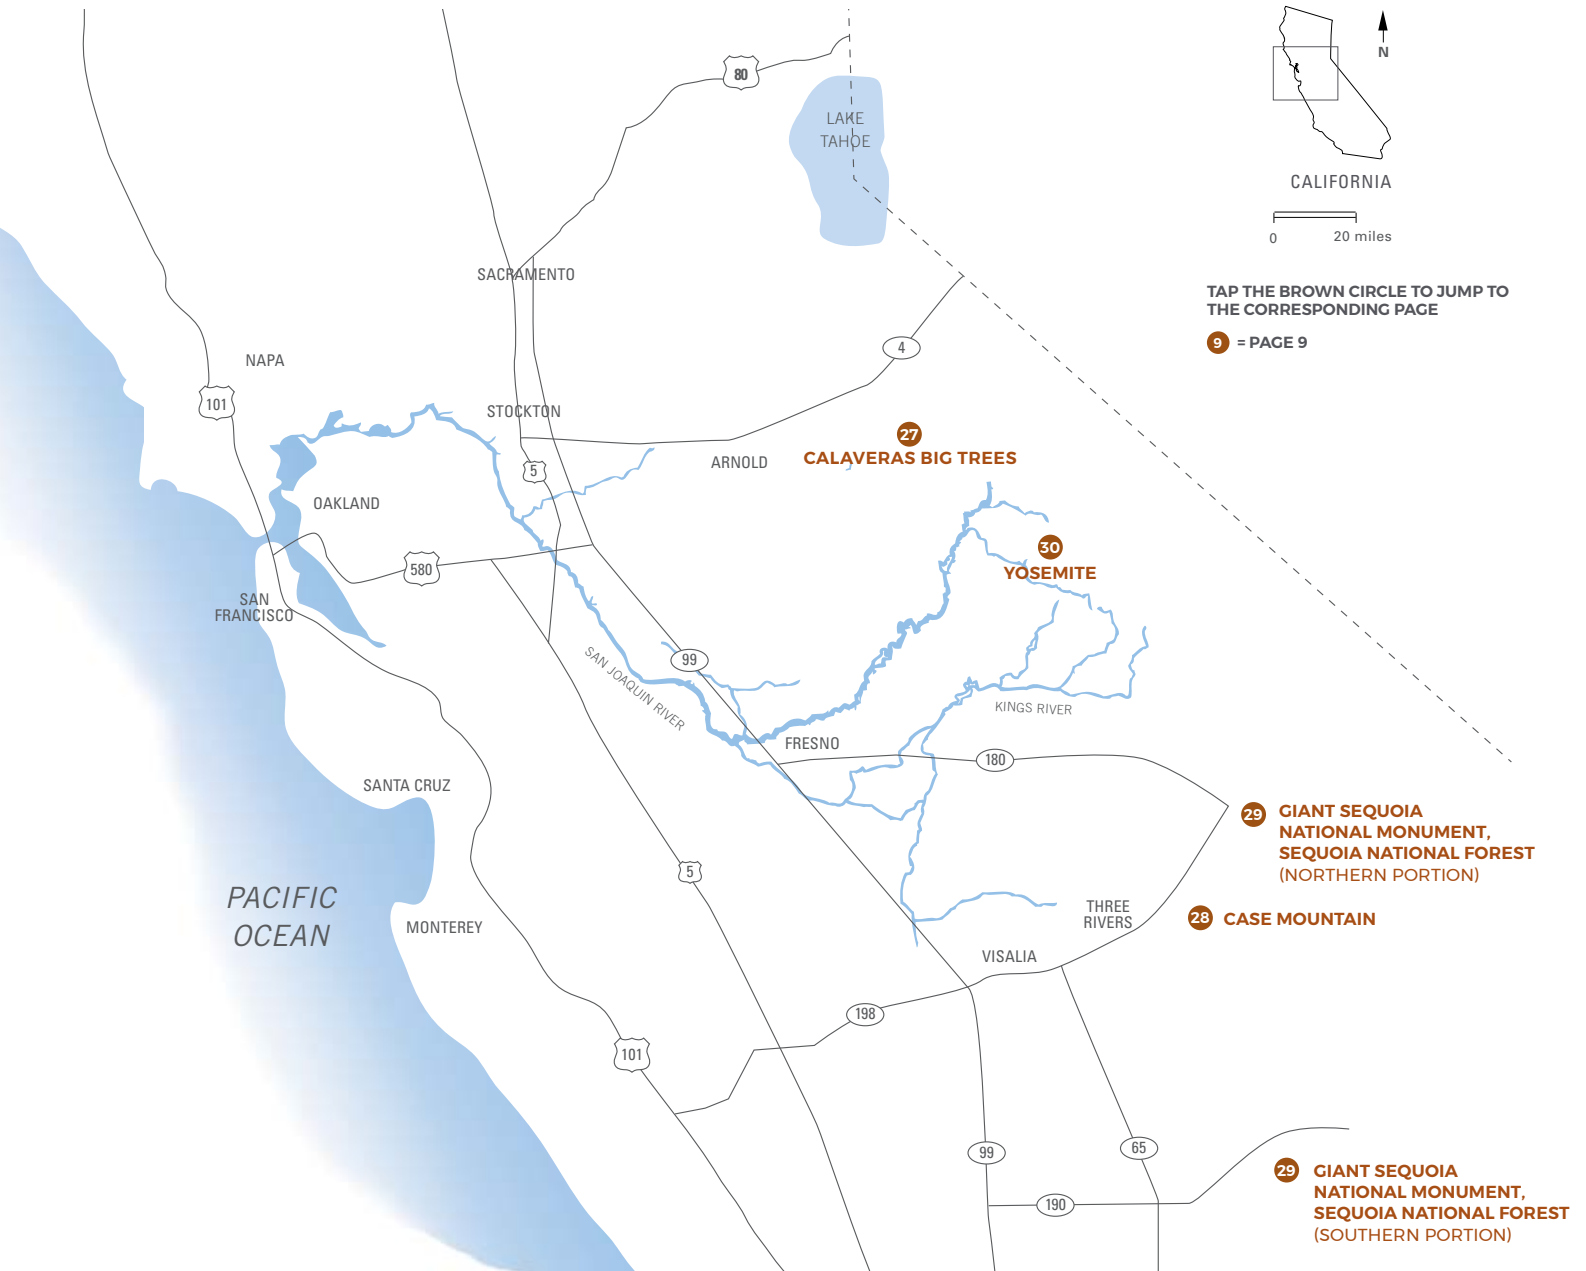 80
LAKE
TAHOE
N
CALIFORNIA
0 20 miles
SACRAMENTO
TAP THE BROWN CIRCLE TO JUMP TO
THE CORRESPONDING PAGE
9 = PAGE 9
4
NAPA
101
STOCKTON
27
CALAVERAS BIG TREES
ARNOLD
5
OAKLAND
30
YOSEMITE
580
SAN
FRANCISCO
99
SAN JOAQUIN RIVER
KINGS RIVER
FRESNO
180
SANTA CRUZ
29 GIANT SEQUOIA
NATIONAL MONUMENT,
SEQUOIA NATIONAL FOREST
(NORTHERN PORTION)
5
PACIFIC
OCEAN
MONTEREY
THREE
RIVERS
28 CASE MOUNTAIN
VISALIA
198
101
99
65
190
29 GIANT SEQUOIA
NATIONAL MONUMENT,
SEQUOIA NATIONAL FOREST
(SOUTHERN PORTION)